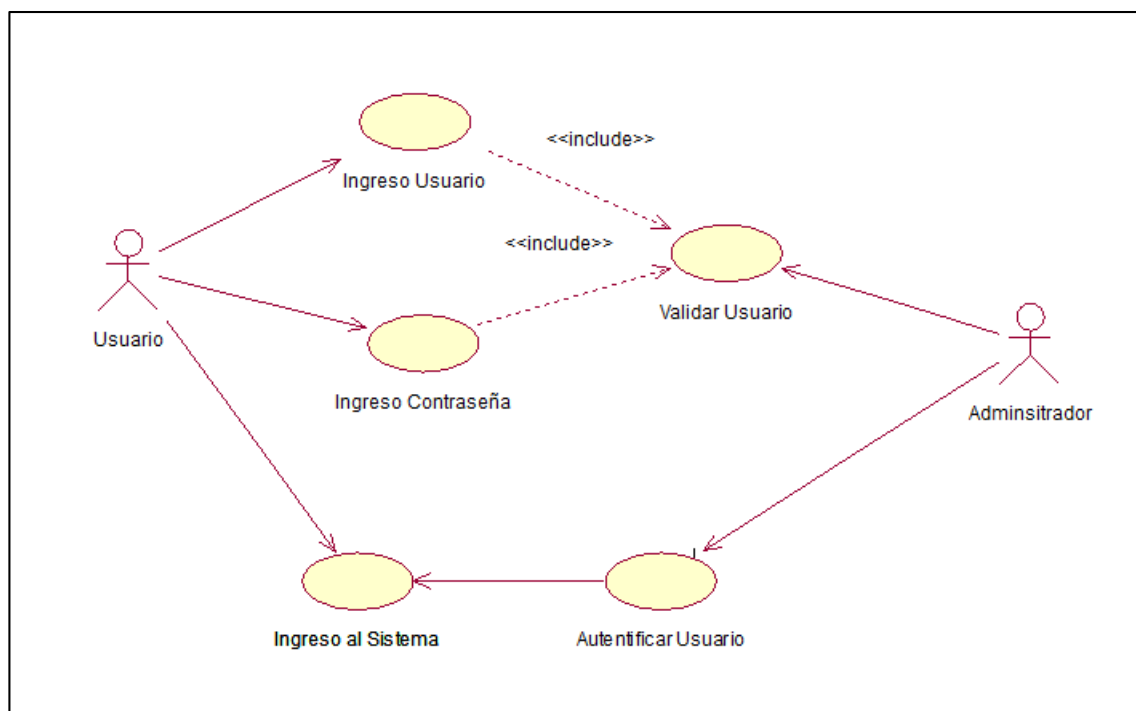 <<include>>
Ingreso Usuario
<<include>>
Validar Usuario
Usuario
Ingreso Contraseña
Adminsitrador
Ingreso al Sistema
Autentificar Usuario